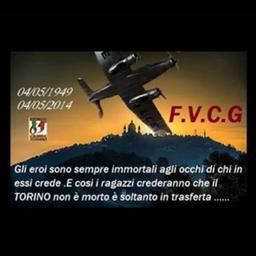 04/05/1949
04/05/2014
F.V.C.G
Gli eroi sono sempre immortali agli occhi di chi in
essi crede .E cosi i ragazzi crederanno che il
TORINO non è morto è soltanto in trasferta ......